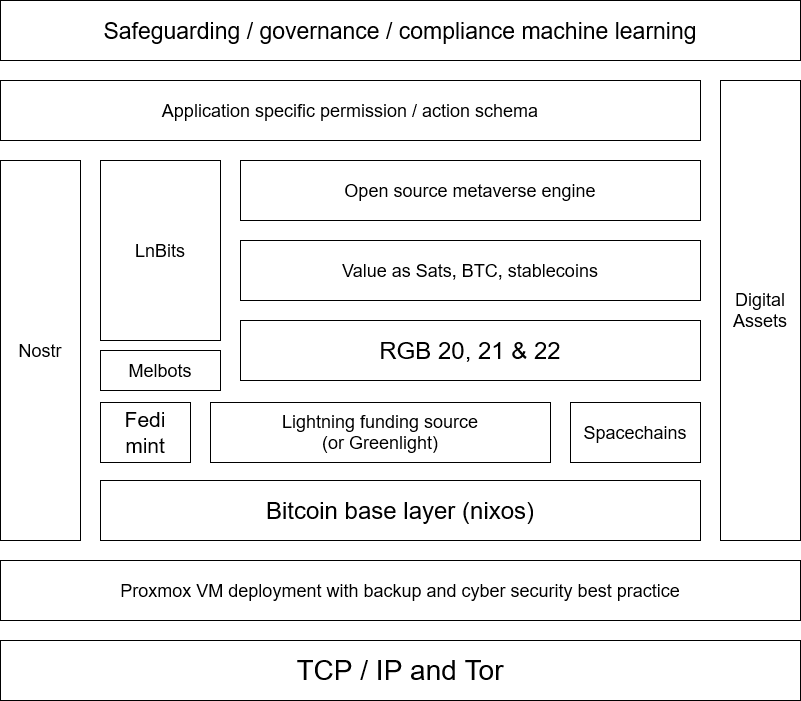 Safeguarding / governance / compliance machine learning
Application specific permission / action schema
Nostr
LnBits
Open source metaverse engine
Value as Sats, BTC, stablecoins
Digital
Assets
RGB 20, 21 & 22
Melbots
Fedi
mint
Lightning funding source
(or Greenlight)
Spacechains
Bitcoin base layer (nixos)
Proxmox VM deployment with backup and cyber security best practice
TCP / IP and Tor